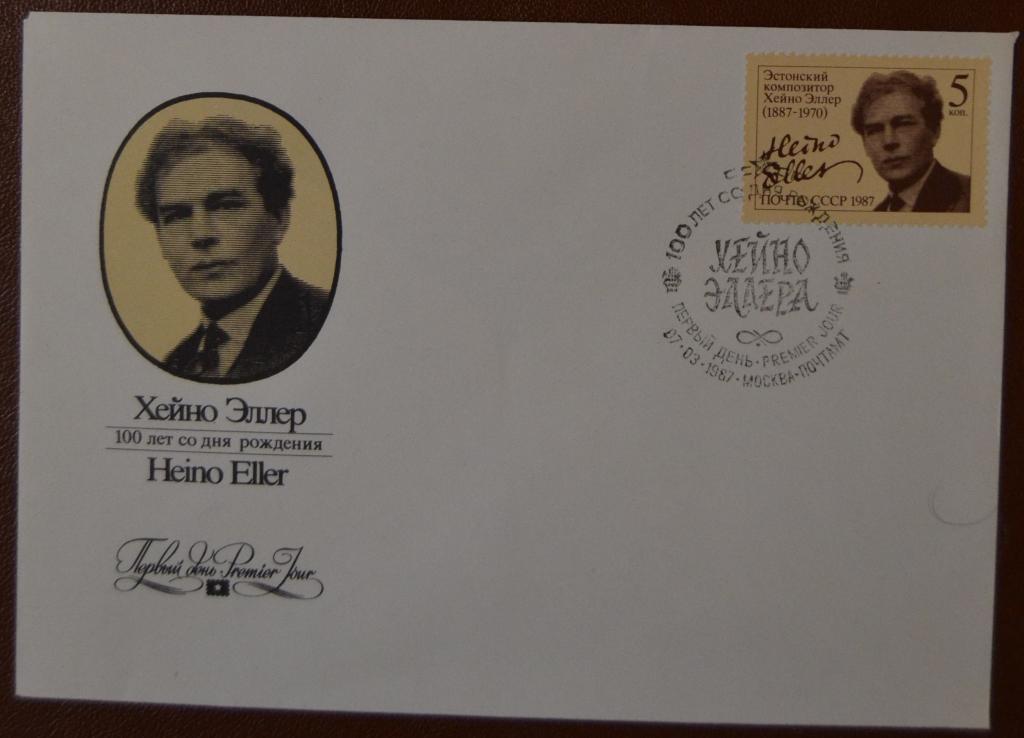 Эстонский
композитор
Хейно Эллер
(1887-1970)
5
коп.
Heino
Eller
ПОЧТА СССР 1987
100 ЛЕТ СО ДНЯ РОЖДЕНИЯ
ХЕЙНО
ЭЛЛЕРА
ПЕРВЫЙ ДЕНЬ · PREMIER JOUR
07·03·1987·МОСКВА·ПОЧТАМТ
Хейно Эллер
100 лет со дня рождения
Heino Eller
Первый день · Premier Jour